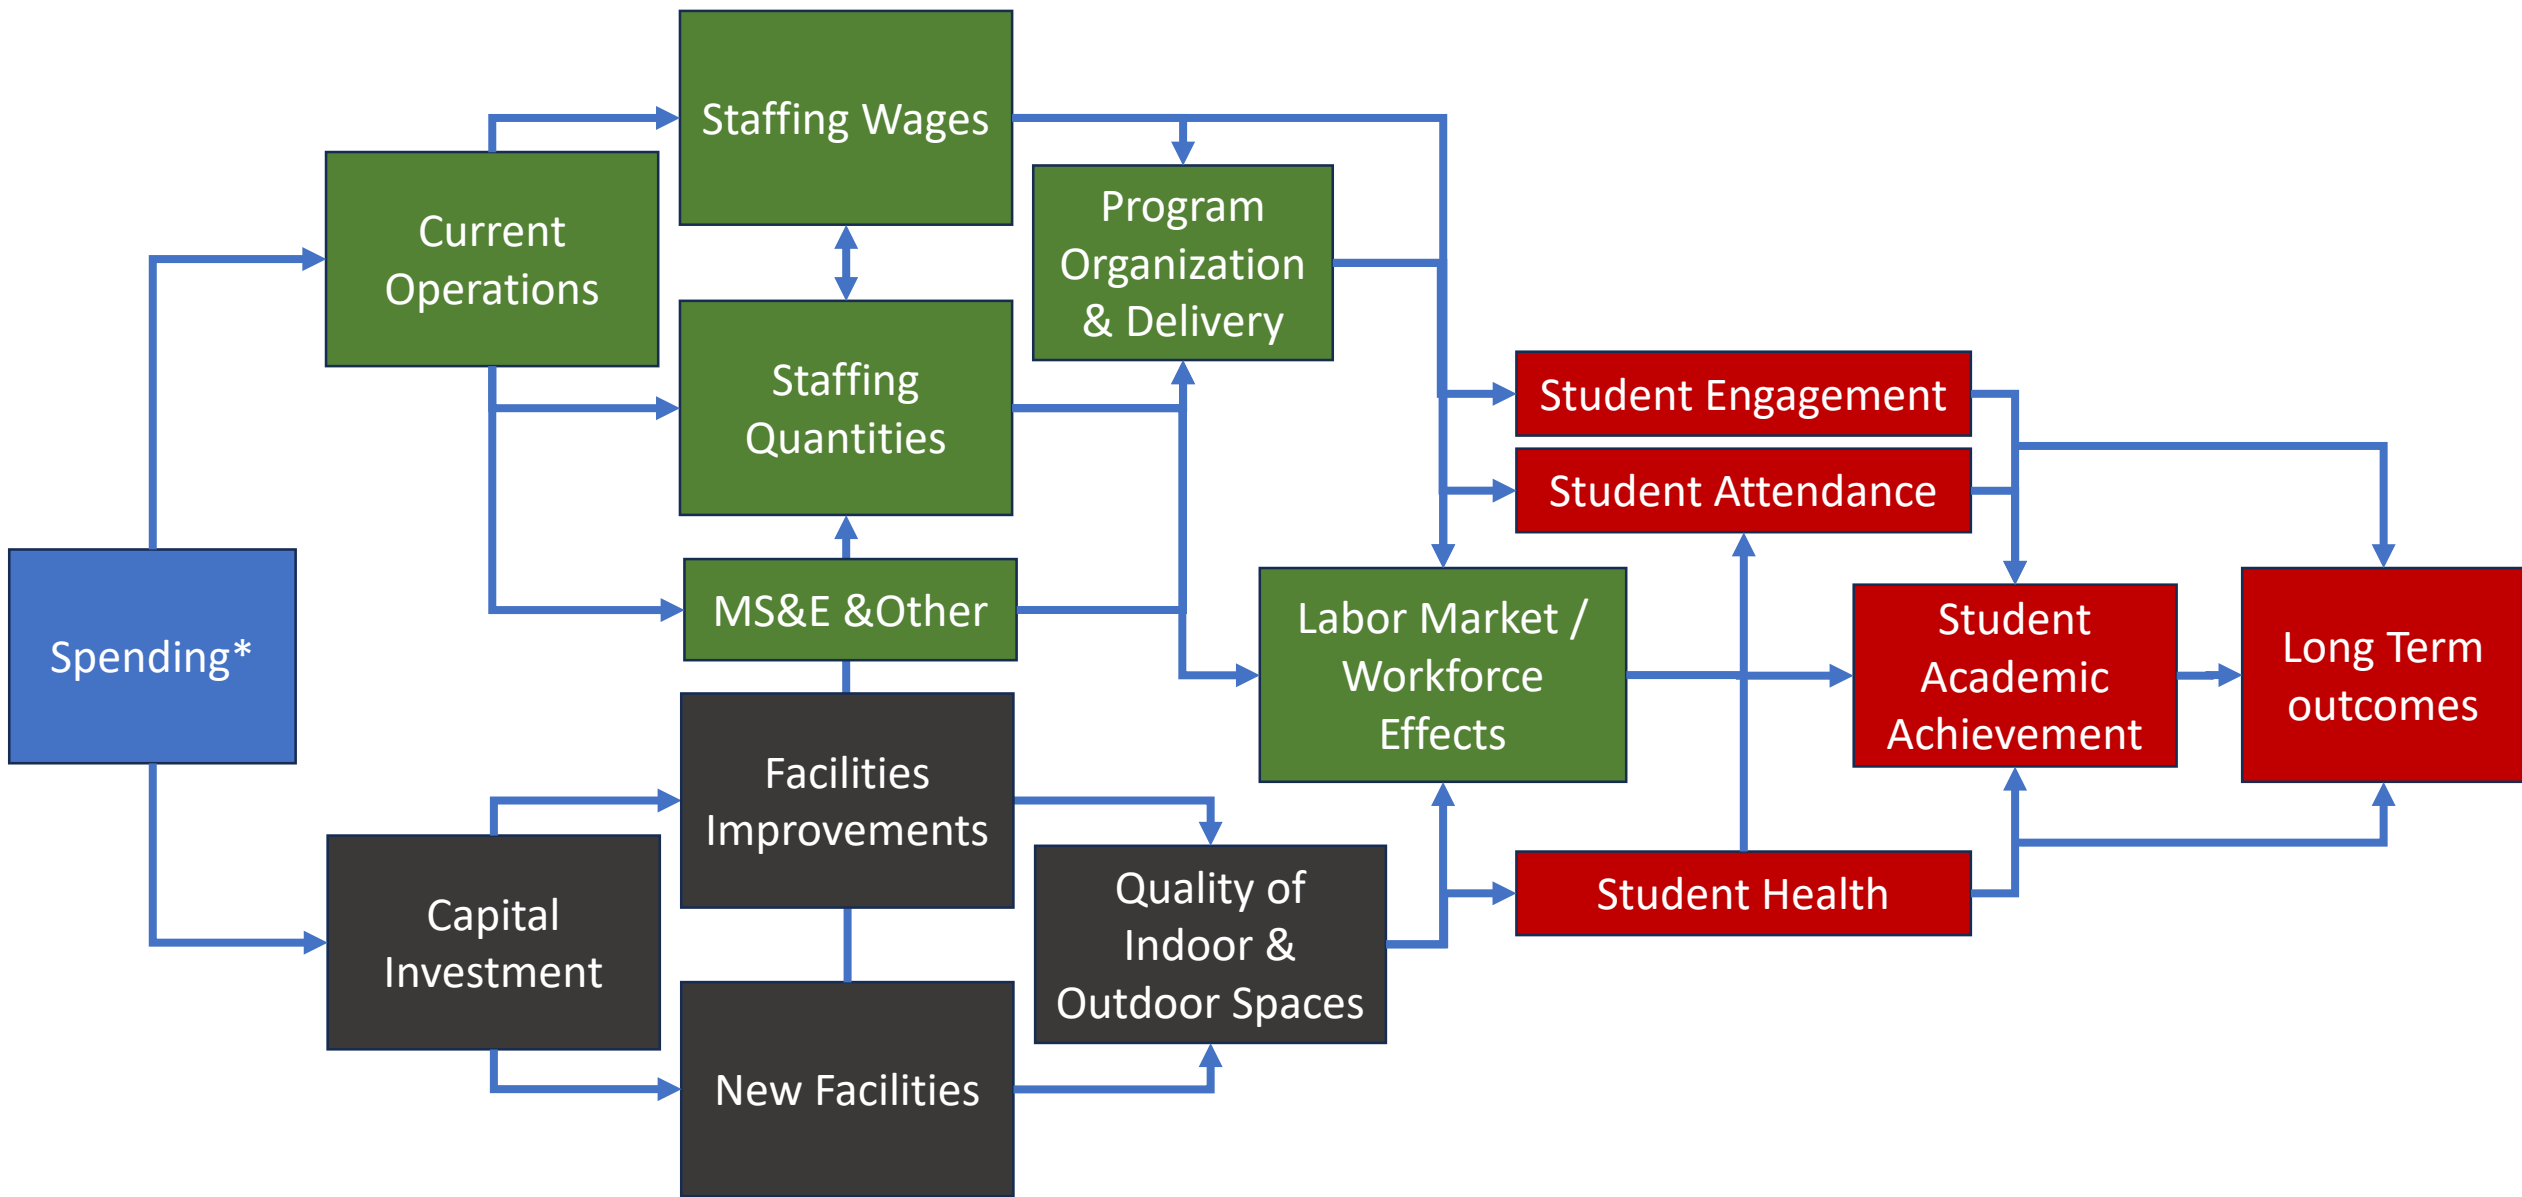 Staffing Wages
Current
Operations
Program
Organization
& Delivery
Staffing
Quantities
Student Engagement
Student Attendance
MS&E &Other
Spending*
Labor Market /
Workforce
Effects
Student
Academic
Achievement
Long Term
outcomes
Facilities
Improvements
Capital
Investment
Quality of
Indoor &
Outdoor Spaces
Student Health
New Facilities